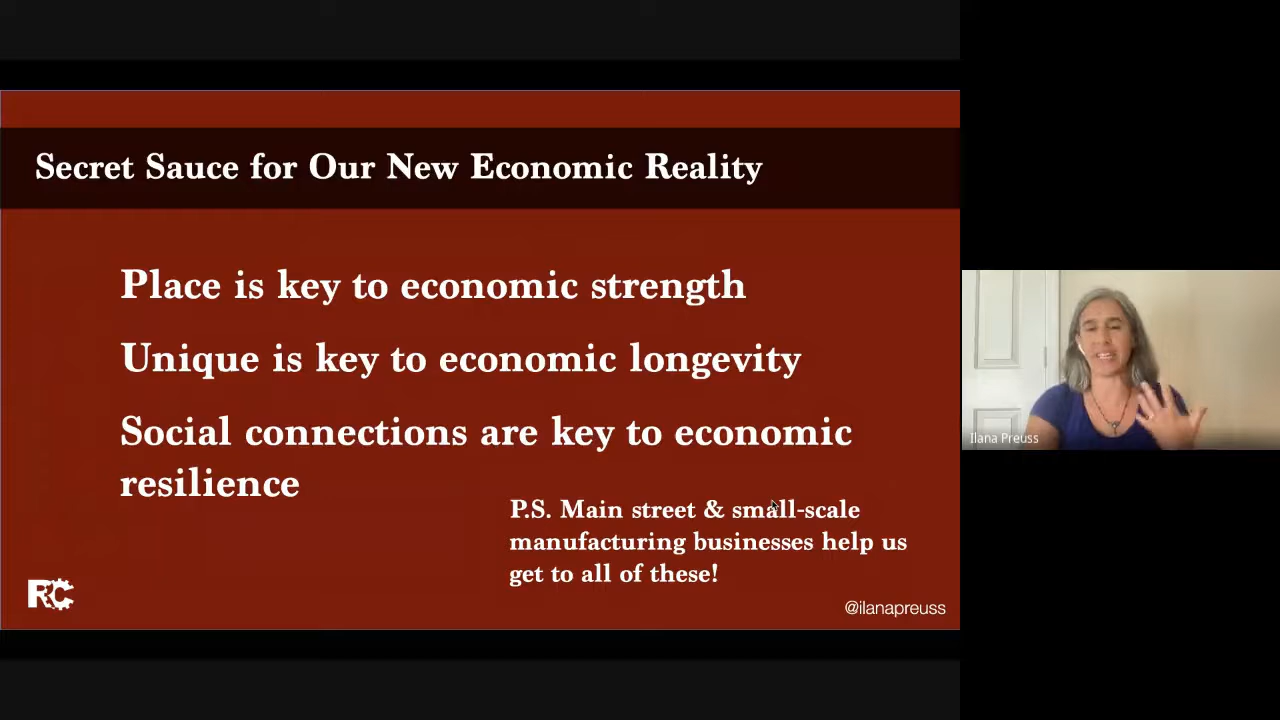 Secret Sauce for Our New Economic Reality
Place is key to economic strength
Unique is key to economic longevity
Social connections are key to economic
resilience
P.S. Main street & small-scale
manufacturing businesses help us
get to all of these!
RC
@ilanapreuss
Ilana Preuss